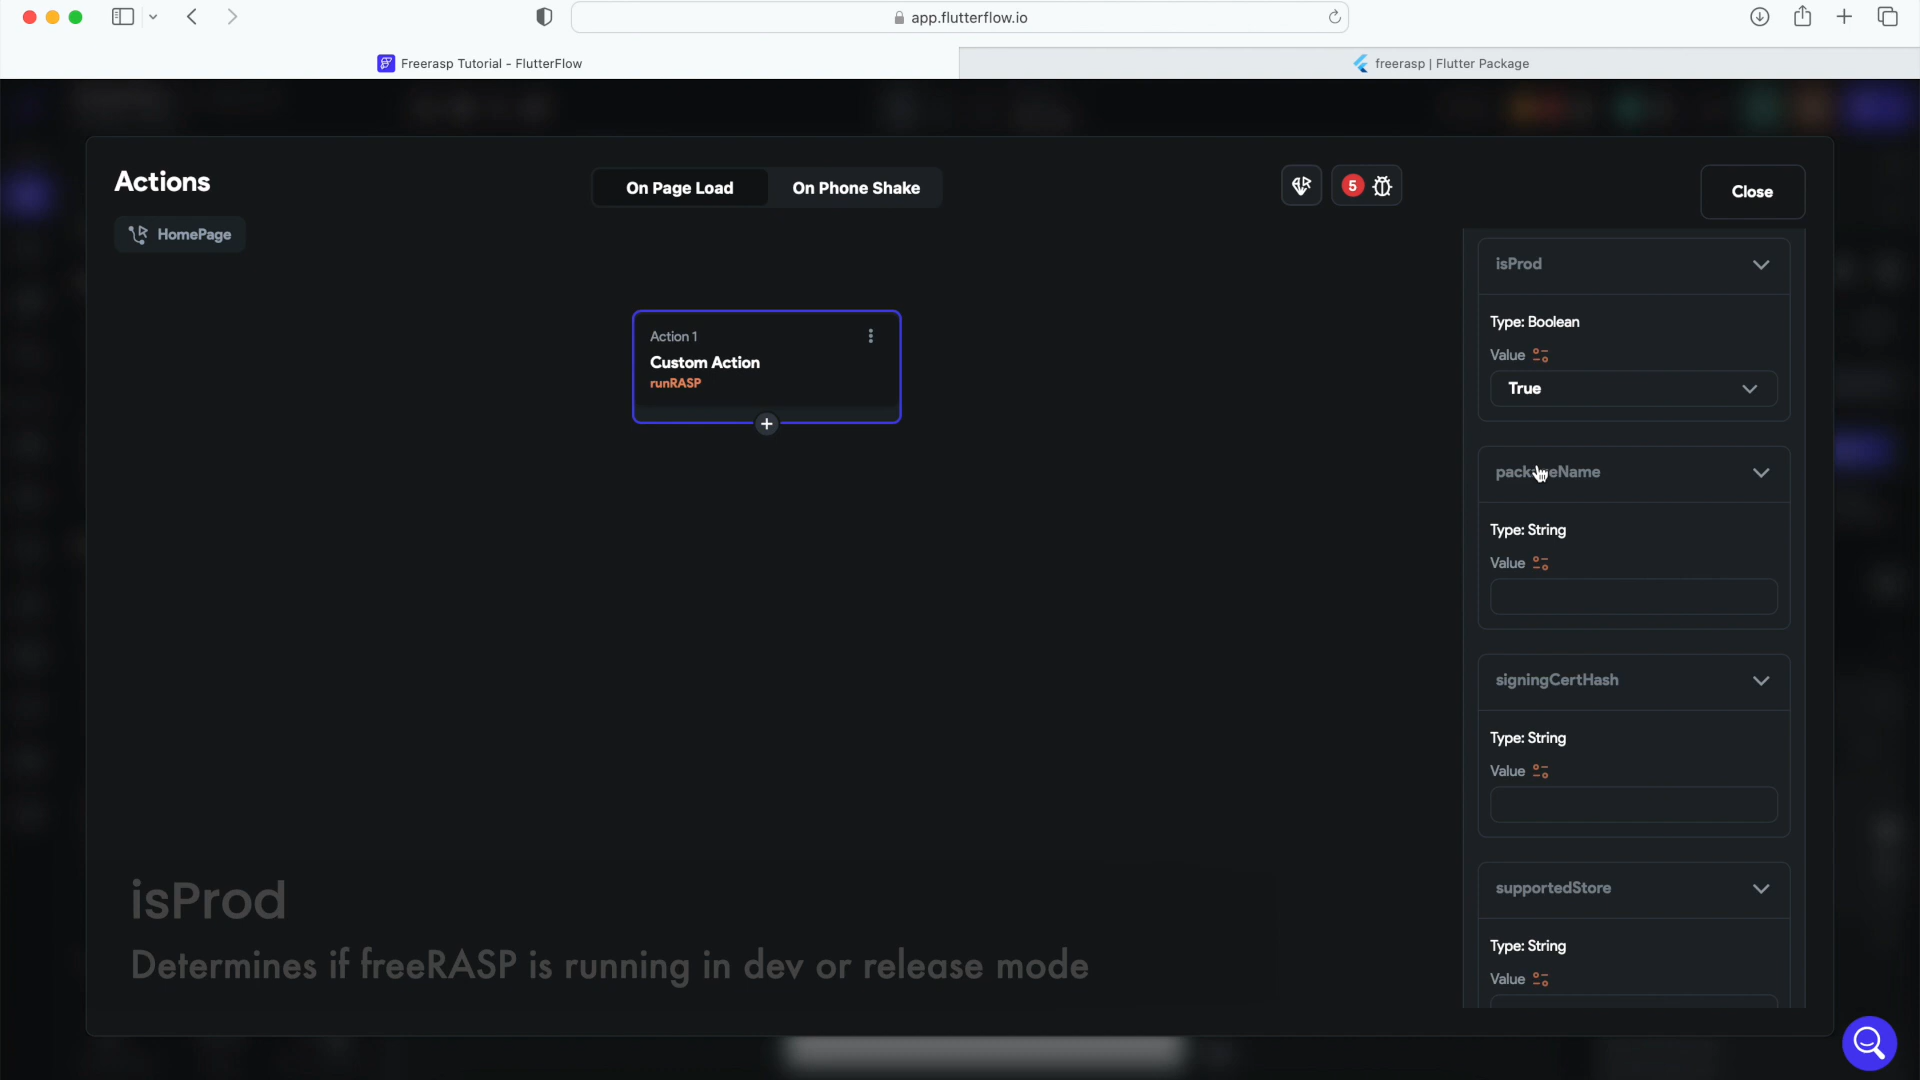 app.flutterflow.io
Freerasp Tutorial - FlutterFlow
freerasp | Flutter Package
Actions
On Page Load
On Phone Shake
5
Close
HomePage
isProd
Type: Boolean
Value
True
Action 1
Custom Action
runRASP
packageName
Type: String
Value
signingCertHash
Type: String
Value
supportedStore
Type: String
Value
isProd
Determines if freeRASP is running in dev or release mode